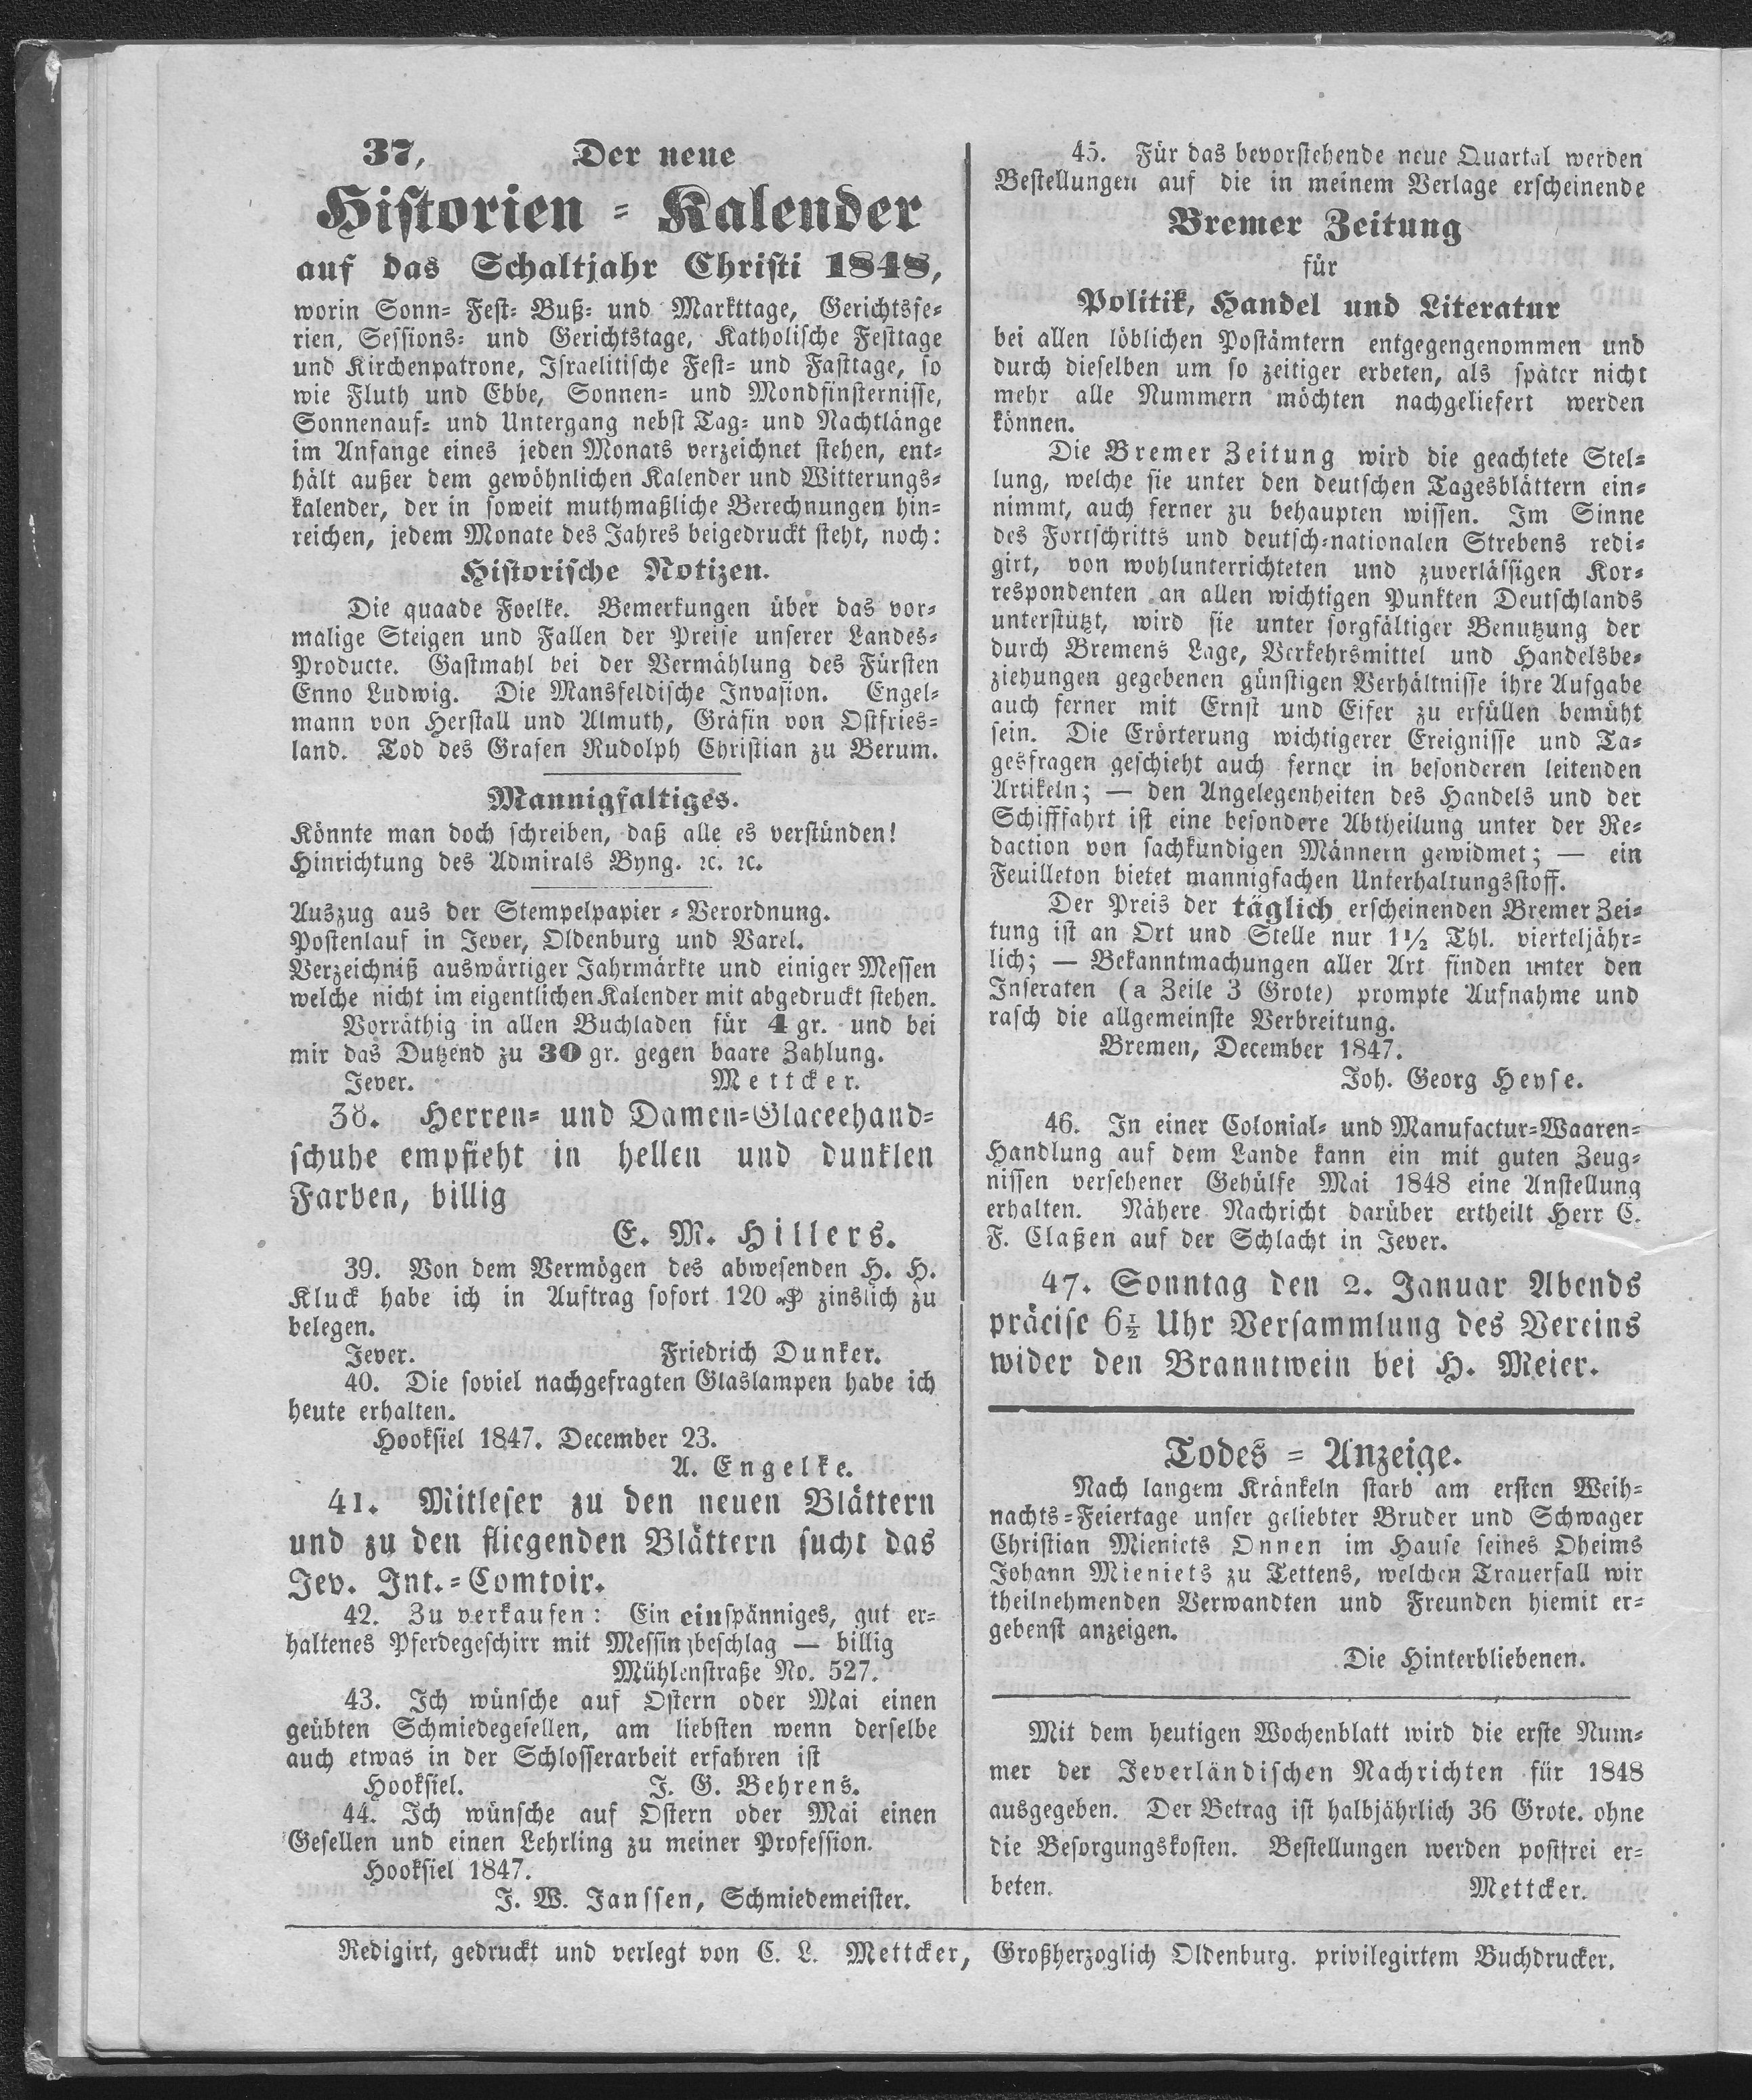 37, Der neue
Historien = Kalender
auf das Schaltjahr Christi 1848,
worin Sonn= Fest= Buß= und Markttage, Gerichtsfe=
rien, Sessions= und Gerichtstage, Katholische Festtage
und Kirchenpatrone, Israelitische Fest= und Fasttage, so
wie Fluth und Ebbe, Sonnen= und Mondfinsternisse,
Sonnenauf= und Untergang nebst Tag= und Nachtlänge
im Anfange eines jeden Monats verzeichnet stehen, ent=
hält außer dem gewöhnlichen Kalender und Witterungs=
kalender, der in soweit muthmaßliche Berechnungen hin=
reichen, jedem Monate des Jahres beigedruckt steht, noch:
Historische Notizen.
Die quaade Foelke. Bemerkungen über das vor=
malige Steigen und Fallen der Preise unserer Landes=
Producte. Gastmahl bei der Vermählung des Fürsten
Enno Ludwig. Die Mansfeldische Invasion. Engel=
mann von Herstall und Almuth, Gräfin von Ostfries=
land. Tod des Grafen Rudolph Christian zu Berum.
Mannigfaltiges.
Könnte man doch schreiben, daß alle es verstünden!
Hinrichtung des Admirals Byng. ꝛc. ꝛc.
Auszug aus der Stempelpapier = Verordnung.
Postenlauf in Jever, Oldenburg und Varel.
Verzeichniß auswärtiger Jahrmärkte und einiger Messen
welche nicht im eigentlichen Kalender mit abgedruckt stehen.
Vorräthig in allen Buchladen für 4 gr. und bei
mir das Dutzend zu 30 gr. gegen baare Zahlung.
Jever. Mettcker.
38. Herren= und Damen=Glaceehand=
schuhe empfieht in hellen und dunklen
Farben, billig
E. M. Hillers.
39. Von dem Vermögen des abwesenden H. H.
Kluck habe ich in Auftrag sofort 120 ₰ zinslich zu
belegen.
Jever. Friedrich Dunker.
40. Die soviel nachgefragten Glaslampen habe ich
heute erhalten.
Hooksiel 1847. December 23.
A. Engelke.
41. Mitleser zu den neuen Blättern
und zu den fliegenden Blättern sucht das
Jev. Int.=Comtoir.
42. Zu verkaufen: Ein einspänniges, gut er=
haltenes Pferdegeschirr mit Messingbeschlag — billig
Mühlenstraße No. 527.
43. Ich wünsche auf Ostern oder Mai einen
geübten Schmiedegesellen, am liebsten wenn derselbe
auch etwas in der Schlosserarbeit erfahren ist
Hooksiel. J. G. Behrens.
44. Ich wünsche auf Ostern oder Mai einen
Gesellen und einen Lehrling zu meiner Profession.
Hooksiel 1847.
J. W. Janssen, Schmiedemeister.
45. Für das bevorstehende neue Quartal werden
Bestellungen auf die in meinem Verlage erscheinende
Bremer Zeitung
für
Politik, Handel und Literatur
bei allen löblichen Postämtern entgegengenommen und
durch dieselben um so zeitiger erbeten, als später nicht
mehr alle Nummern möchten nachgeliefert werden
können.
Die Bremer Zeitung wird die geachtete Stel=
lung, welche sie unter den deutschen Tagesblättern ein=
nimmt, auch ferner zu behaupten wissen. Im Sinne
des Fortschritts und deutsch=nationalen Strebens redi=
girt, von wohlunterrichteten und zuverlässigen Kor=
respondenten an allen wichtigen Punkten Deutschlands
unterstützt, wird sie unter sorgfältiger Benutzung der
durch Bremens Lage, Verkehrsmittel und Handelsbe=
ziehungen gegebenen günstigen Verhältnisse ihre Aufgabe
auch ferner mit Ernst und Eifer zu erfüllen bemüht
sein. Die Erörterung wichtigerer Ereignisse und Ta=
gesfragen geschieht auch ferner in besonderen leitenden
Artikeln; — den Angelegenheiten des Handels und der
Schifffahrt ist eine besondere Abtheilung unter der Re=
daction von sachkundigen Männern gewidmet; — ein
Feuilleton bietet mannigfachen Unterhaltungsstoff.
Der Preis der täglich erscheinenden Bremer Zei=
tung ist an Ort und Stelle nur 1½ Thl. vierteljähr=
lich; — Bekanntmachungen aller Art finden unter den
Inseraten (a Zeile 3 Grote) prompte Aufnahme und
rasch die allgemeinste Verbreitung.
Bremen, December 1847.
Joh. Georg Heyse.
46. In einer Colonial= und Manufactur=Waaren=
Handlung auf dem Lande kann ein mit guten Zeug=
nissen versehener Gehülfe Mai 1848 eine Anstellung
erhalten. Nähere Nachricht darüber ertheilt Herr C.
F. Claßen auf der Schlacht in Jever.
47. Sonntag den 2. Januar Abends
präcise 6½ Uhr Versammlung des Vereins
wider den Branntwein bei H. Meier.
Todes = Anzeige.
Nach langem Kränkeln starb am ersten Weih=
nachts=Feiertage unser geliebter Bruder und Schwager
Christian Mieniets Onnen im Hause seines Oheims
Johann Mieniets zu Tettens, welchen Trauerfall wir
theilnehmenden Verwandten und Freunden hiemit er=
gebenst anzeigen.
Die Hinterbliebenen.
Mit dem heutigen Wochenblatt wird die erste Num=
mer der Jeverländischen Nachrichten für 1848
ausgegeben. Der Betrag ist halbjährlich 36 Grote. ohne
die Besorgungskosten. Bestellungen werden postfrei er=
beten. Mettcker.
Redigirt, gedruckt und verlegt von C. L. Mettcker, Großherzoglich Oldenburg. privilegirtem Buchdrucker.